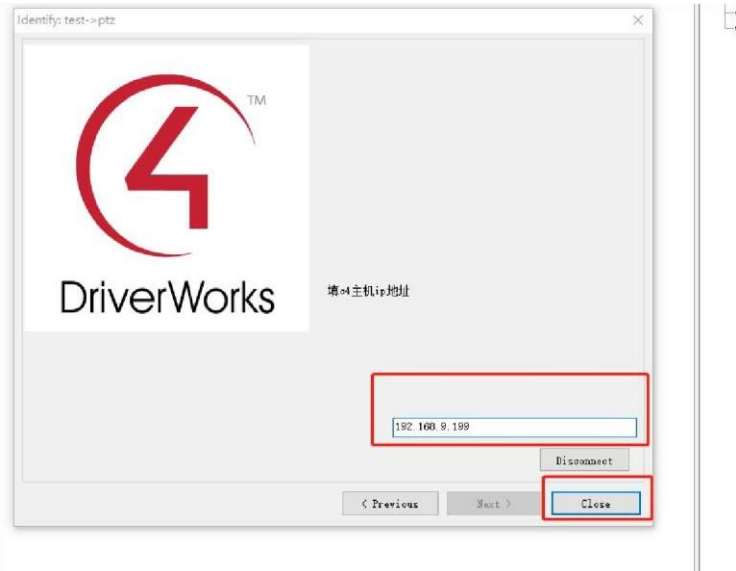 Identify: test->ptz
TM
DriverWorks
填c4主机ip地址
192.168.9.199
Disconnect
< Previous
Next >
Close